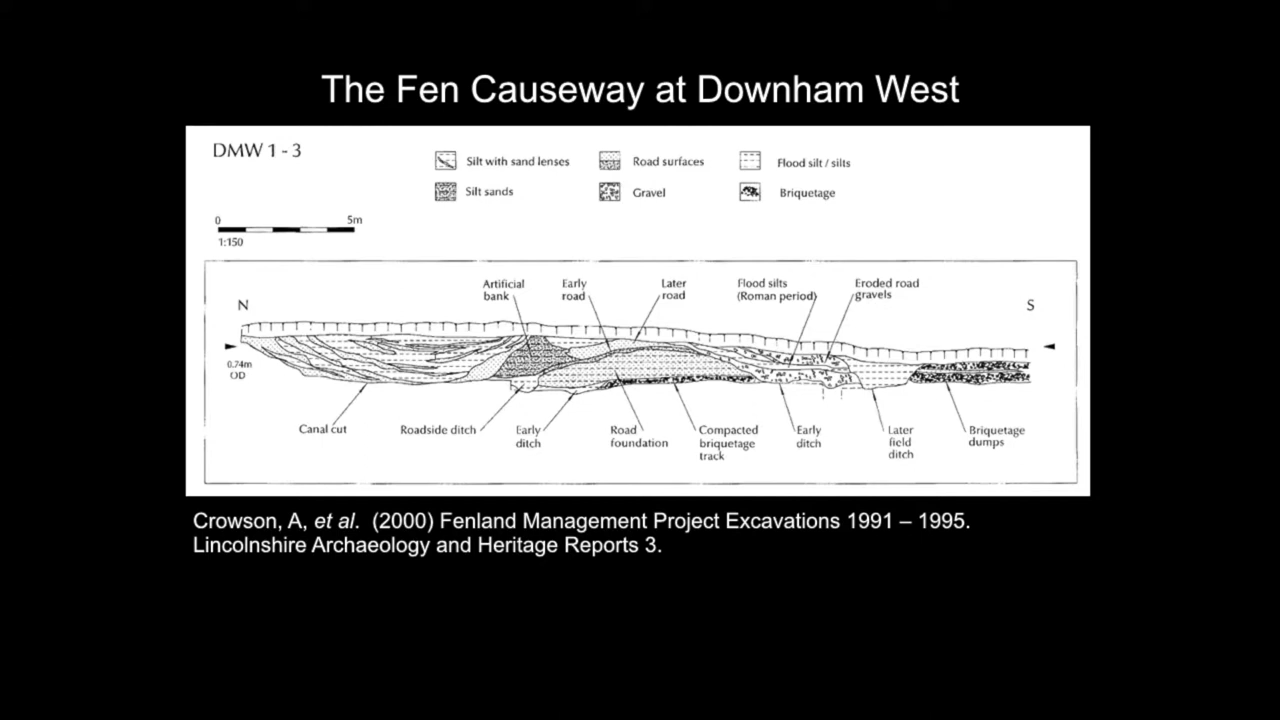 The Fen Causeway at Downham West
DMW 1 - 3
Silt with sand lenses
Road surfaces
Flood silt / silts
Silt sands
Gravel
Briquetage
0 5m
1:150
Artificial
bank
Early
road
Later
road
Flood silts
(Roman period)
Eroded road
gravels
N
S
0.74m
OD
Canal cut
Roadside ditch
Early
ditch
Road
foundation
Compacted
briquetage
track
Early
ditch
Later
field
ditch
Briquetage
dumps
Crowson, A, et al. (2000) Fenland Management Project Excavations 1991 – 1995.
Lincolnshire Archaeology and Heritage Reports 3.